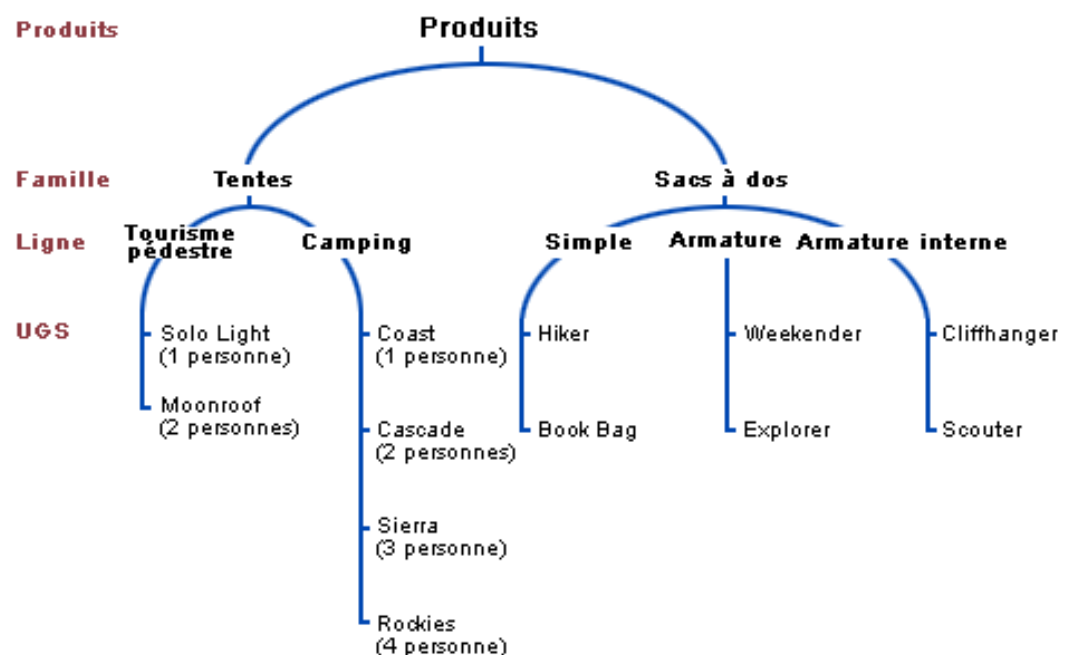 Produits
Produits
Famille
Tentes
Sacs à dos
Ligne
Tourisme
pédestre
Camping
Simple
Armature
Armature interne
UGS
Solo Light
(1 personne)
Coast
(1 personne)
Hiker
Weekender
Cliffhanger
Moonroof
(2 personnes)
Cascade
(2 personnes)
Book Bag
Explorer
Scouter
Sierra
(3 personne)
Rockies
(4 personne)